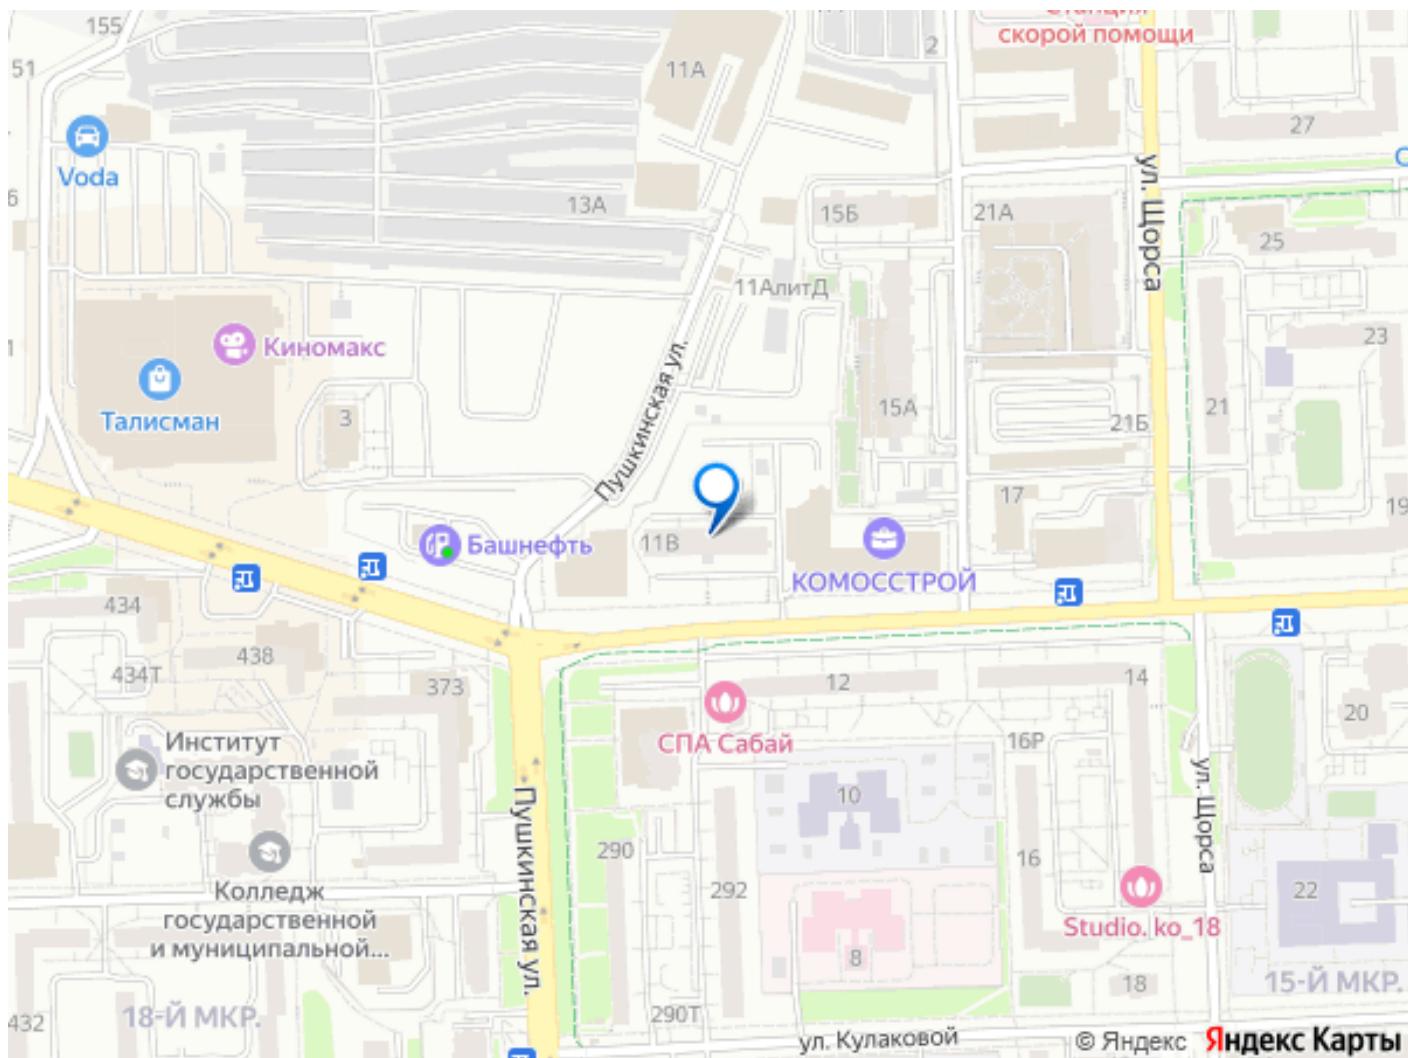 155
Станция
скорой помощи
2
51
11А
27
Voda
ул. Щорса
13А
15Б
21А
25
11АлитД
Киномакс
23
Пушкинская ул.
Талисман
3
15А
21
21Б
17
19
Башнефть
11В
КОМОССТРОЙ
434
438
434Т
373
12
14
20
СПА Сабай
16Р
Институт
государственной
службы
Пушкинская ул.
10
ул. Щорса
290
292
16
22
Колледж
государственной
и муниципальной...
Studio. ko_18
8
18
15-Й МКР.
18-Й МКР.
432
290Т
ул. Кулаковой
© Яндекс
Яндекс Карты